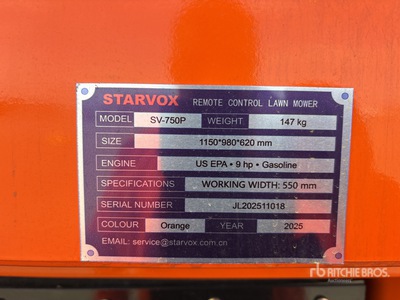 STARVOX REMOTE CONTROL LAWN MOWER
MODEL SV-750P WEIGHT 147 kg
SIZE 1150*980*620 mm
ENGINE US EPA • 9 hp • Gasoline
SPECIFICATIONS WORKING WIDTH: 550 mm
SERIAL NUMBER JL202511018
COLOUR Orange YEAR 2025
EMAIL: service@starvox.com.cn
rb RITCHIE BROS.
Auctioneers